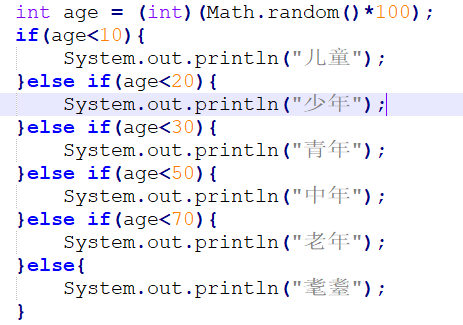 int age = (int)(Math.random()*100);
if(age<10){
    System.out.println("儿童");
}else if(age<20){
    System.out.println("少年");
}else if(age<30){
    System.out.println("青年");
}else if(age<50){
    System.out.println("中年");
}else if(age<70){
    System.out.println("老年");
}else{
    System.out.println("耄耋");
}